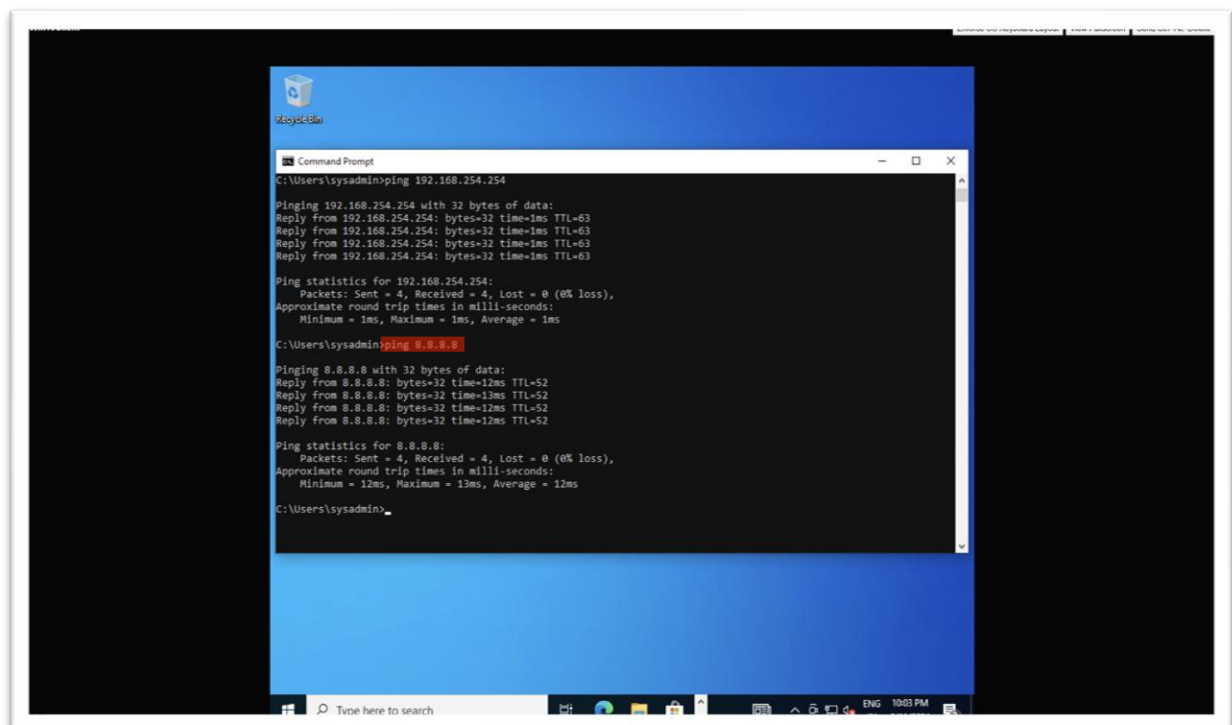 Recycle Bin
Command Prompt
C:\Users\sysadmin>ping 192.168.254.254
Pinging 192.168.254.254 with 32 bytes of data:
Reply from 192.168.254.254: bytes=32 time=1ms TTL=63
Reply from 192.168.254.254: bytes=32 time=1ms TTL=63
Reply from 192.168.254.254: bytes=32 time=1ms TTL=63
Reply from 192.168.254.254: bytes=32 time=1ms TTL=63
Ping statistics for 192.168.254.254:
Packets: Sent = 4, Received = 4, Lost = 0 (0% loss),
Approximate round trip times in milli-seconds:
Minimum = 1ms, Maximum = 1ms, Average = 1ms
C:\Users\sysadmin>ping 8.8.8.8
Pinging 8.8.8.8 with 32 bytes of data:
Reply from 8.8.8.8: bytes=32 time=12ms TTL=52
Reply from 8.8.8.8: bytes=32 time=13ms TTL=52
Reply from 8.8.8.8: bytes=32 time=12ms TTL=52
Reply from 8.8.8.8: bytes=32 time=12ms TTL=52
Ping statistics for 8.8.8.8:
Packets: Sent = 4, Received = 4, Lost = 0 (0% loss),
Approximate round trip times in milli-seconds:
Minimum = 12ms, Maximum = 13ms, Average = 12ms
C:\Users\sysadmin>
Type here to search
ENG 10:03 PM